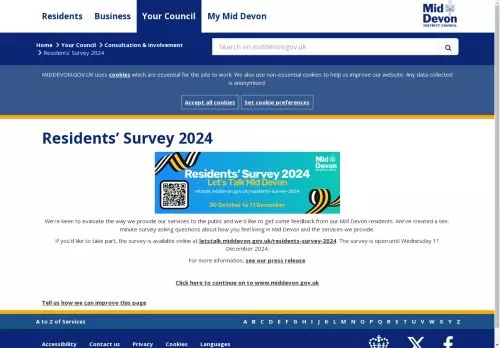 Residents Business Your Council My Mid Devon
Mid
Devon
DISTRICT COUNCIL
Home > Your Council > Consultation & involvement
> Residents' Survey 2024
Search on middevon.gov.uk
MIDDEVON.GOV.UK uses cookies which are essential for the site to work. We also use non-essential cookies to help us improve our website. Any data collected
is anonymised.
Accept all cookies Set cookie preferences
Residents' Survey 2024
Residents' Survey 2024
Let's Talk Mid Devon
letstalk.middevon.gov.uk/residents-survey-2024
30 October to 11 December
Mid
Devon
We're keen to evaluate the way we provide our services to the public and we'd like to get some feedback from our Mid Devon residents. We've created a ten-
minute survey asking questions about how you feel living in Mid Devon and the services we provide.
If you'd like to take part, the survey is available online at letstalk.middevon.gov.uk/residents-survey-2024. The survey is open until Wednesday 11
December 2024.
For more information, see our press release
Click here to continue on to www.middevon.gov.uk
Tell us how we can improve this page
A to Z of Services A B C D E F G H I J K L M N O P Q R S T U V W X Y Z
Accessibility Contact us Privacy Cookies Languages